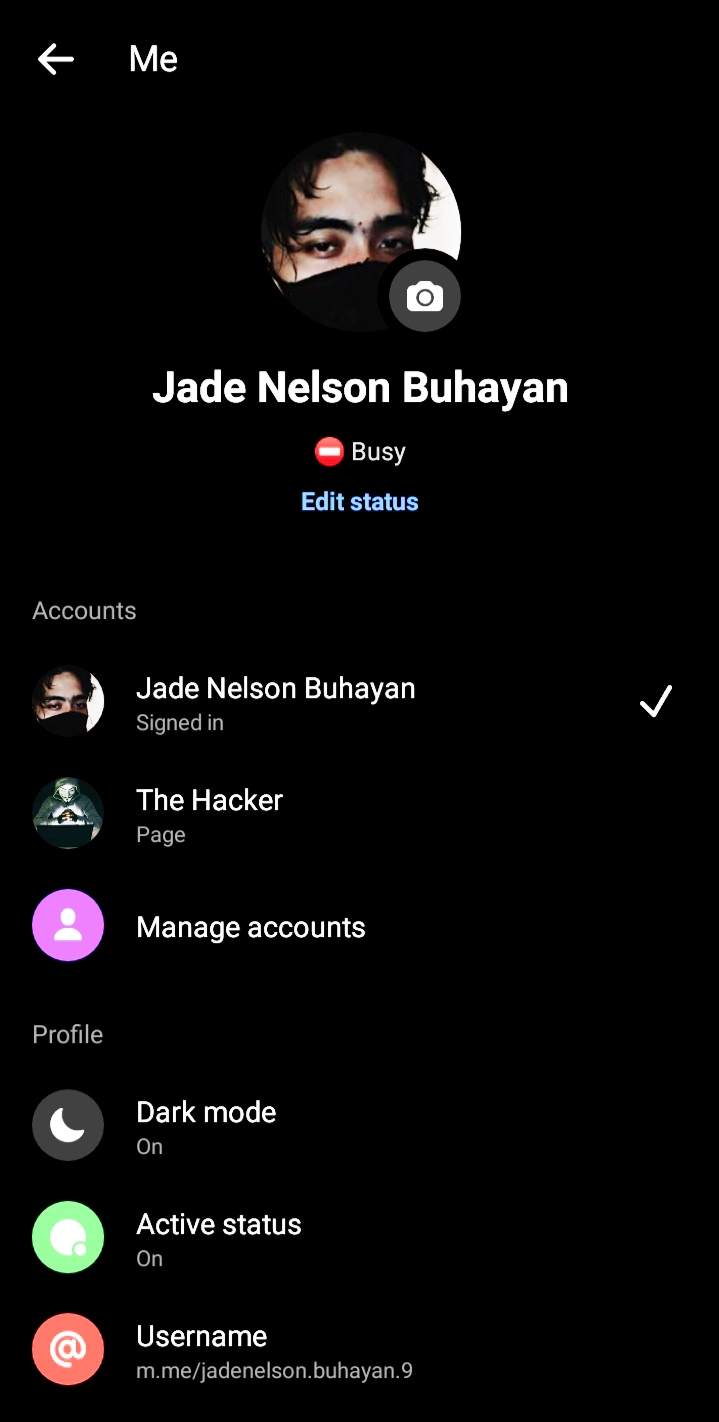 Me
Jade Nelson Buhayan
⛔ Busy
Edit status
Accounts
Jade Nelson Buhayan
Signed in
The Hacker
Page
Manage accounts
Profile
Dark mode
On
Active status
On
Username
m.me/jadenelson.buhayan.9